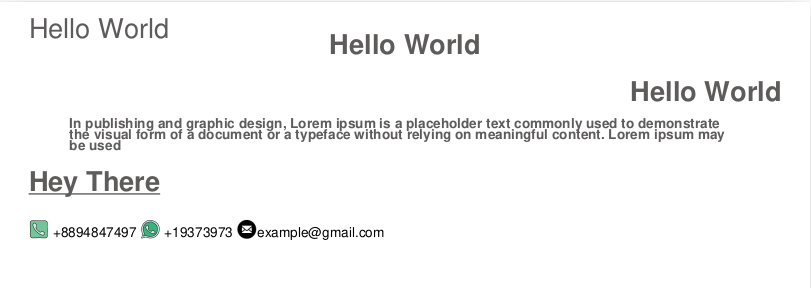 Hello World
Hello World
Hello World
In publishing and graphic design, Lorem ipsum is a placeholder text commonly used to demonstrate
the visual form of a document or a typeface without relying on meaningful content. Lorem ipsum may
be used
Hey There
+8894847497 +19373973 example@gmail.com